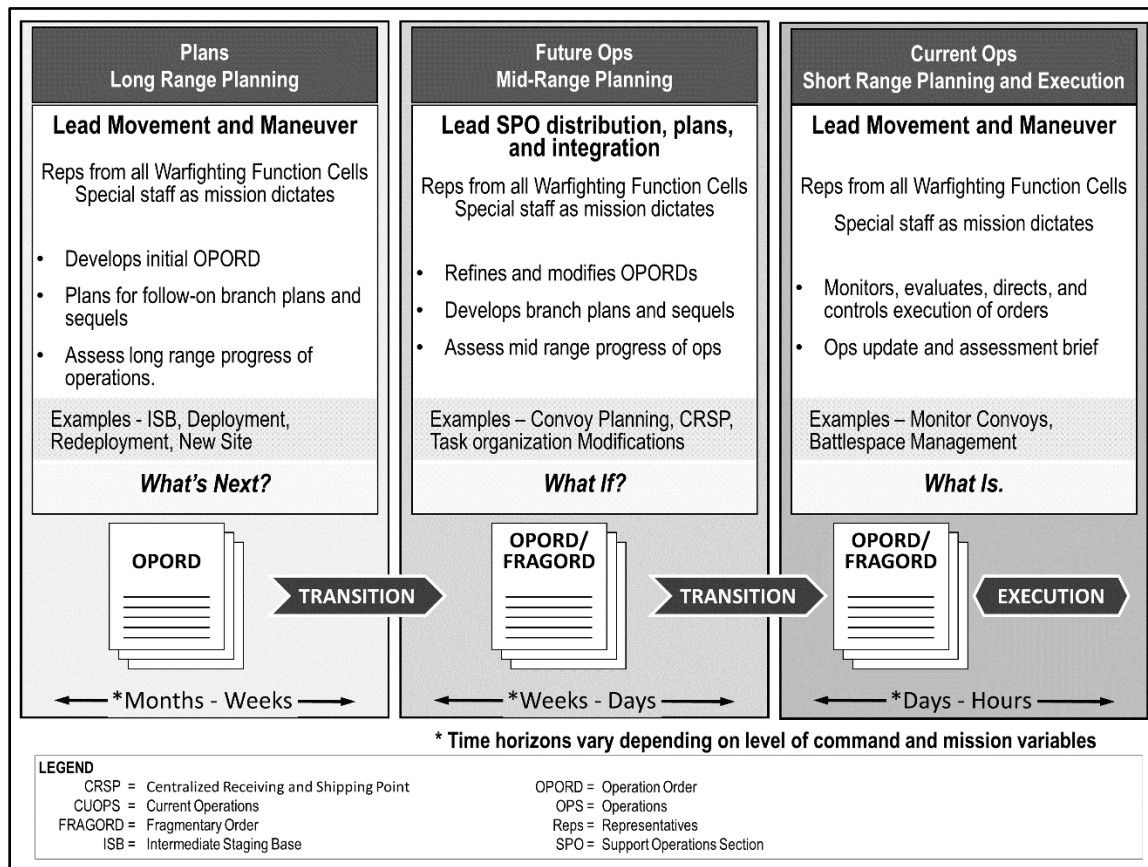 Plans
Long Range Planning
Lead Movement and Maneuver
Reps from all Warfighting Function Cells
Special staff as mission dictates
• Develops initial OPORD
• Plans for follow-on branch plans and
sequels
• Assess long range progress of
operations.
Examples - ISB, Deployment,
Redeployment, New Site
What's Next?
OPORD
TRANSITION
*Months - Weeks
Future Ops
Mid-Range Planning
Lead SPO distribution, plans,
and integration
Reps from all Warfighting Function Cells
Special staff as mission dictates
• Refines and modifies OPORDs
• Develops branch plans and sequels
• Assess mid range progress of ops
Examples – Convoy Planning, CRSP,
Task organization Modifications
What If?
OPORD/
FRAGORD
TRANSITION
*Weeks - Days
Current Ops
Short Range Planning and Execution
Lead Movement and Maneuver
Reps from all Warfighting Function Cells
Special staff as mission dictates
• Monitors, evaluates, directs, and
controls execution of orders
• Ops update and assessment brief
Examples – Monitor Convoys,
Battlespace Management
What Is.
OPORD/
FRAGORD
EXECUTION
*Days - Hours
* Time horizons vary depending on level of command and mission variables
LEGEND
CRSP = Centralized Receiving and Shipping Point
CUOPS = Current Operations
FRAGORD = Fragmentary Order
ISB = Intermediate Staging Base
OPORD = Operation Order
OPS = Operations
Reps = Representatives
SPO = Support Operations Section